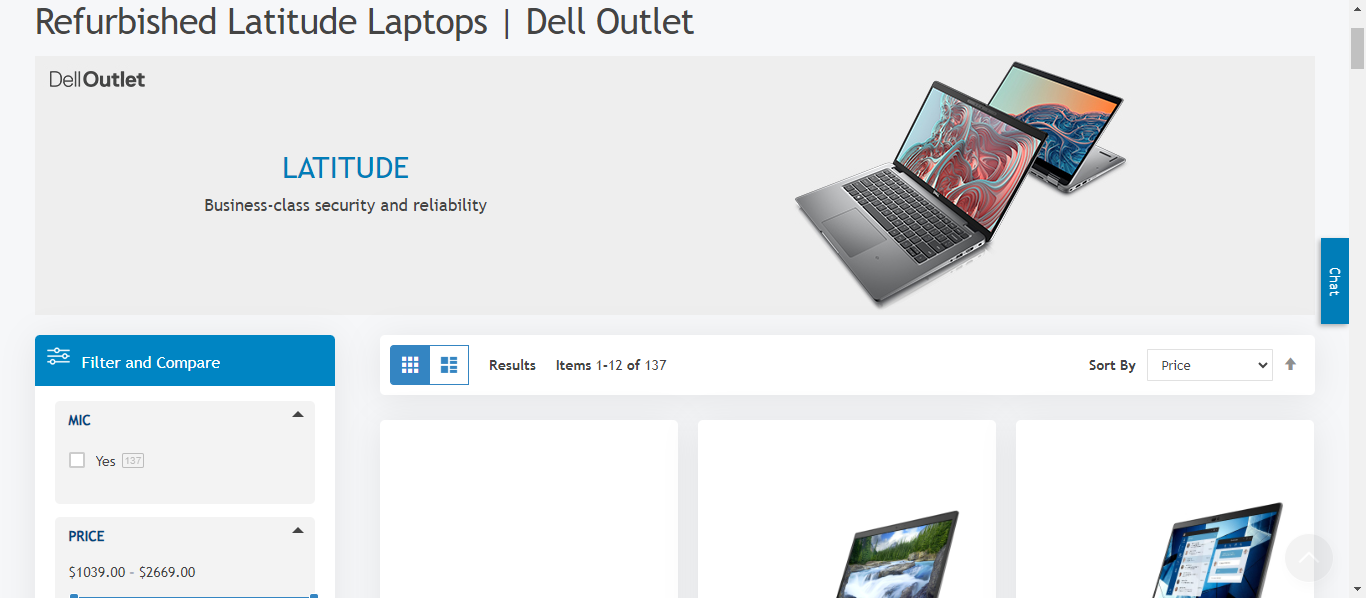 Refurbished Latitude Laptops | Dell Outlet
DellOutlet
LATITUDE
Business-class security and reliability
Chat
Filter and Compare
Results Items 1-12 of 137
Sort By Price
MIC
Yes 137
PRICE
$1039.00 - $2669.00